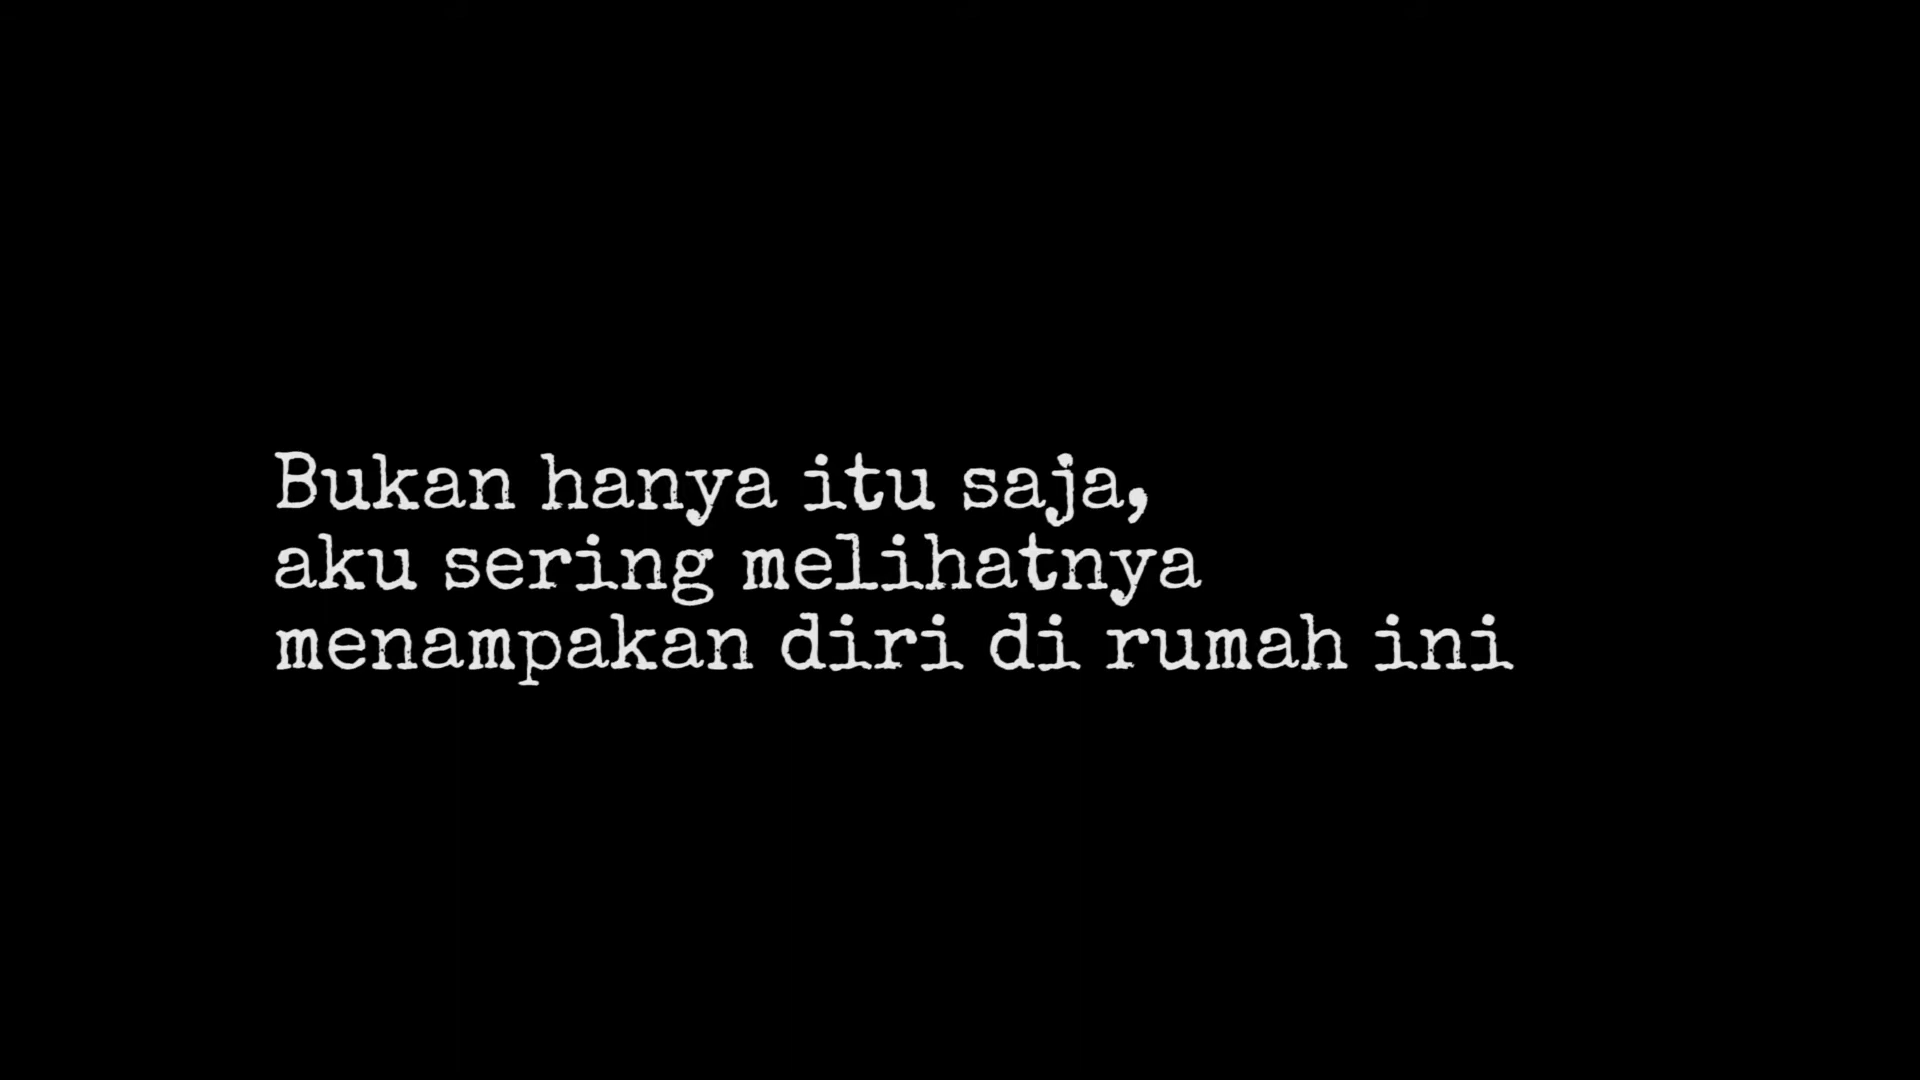 Bukan hanya itu saja,
aku sering melihatnya
menampakan diri di rumah ini